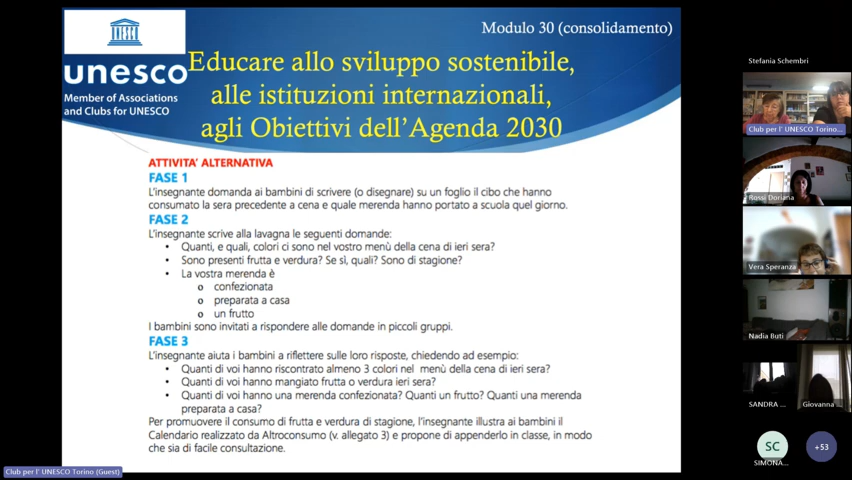 Modulo 30 (consolidamento)
unesco
Member of Associations
and Clubs for UNESCO
Educare allo sviluppo sostenibile,
alle istituzioni internazionali,
agli Obiettivi dell'Agenda 2030
ATTIVITA' ALTERNATIVA
FASE 1
L'insegnante domanda ai bambini di scrivere (o disegnare) su un foglio il cibo che hanno
consumato la sera precedente a cena e quale merenda hanno portato a scuola quel giorno.
FASE 2
L'insegnante scrive alla lavagna le seguenti domande:
• Quanti, e quali, colori ci sono nel vostro menù della cena di ieri sera?
• Sono presenti frutta e verdura? Se sì, quali? Sono di stagione?
• La vostra merenda è
o confezionata
o preparata a casa
o un frutto
I bambini sono invitati a rispondere alle domande in piccoli gruppi.
FASE 3
L'insegnante aiuta i bambini a riflettere sulle loro risposte, chiedendo ad esempio:
• Quanti di voi hanno riscontrato almeno 3 colori nel menù della cena di ieri sera?
• Quanti di voi hanno mangiato frutta o verdura ieri sera?
• Quanti di voi hanno una merenda confezionata? Quanti un frutto? Quanti una merenda
preparata a casa?
Per promuovere il consumo di frutta e verdura di stagione, l'insegnante illustra ai bambini il
Calendario realizzato da Altroconsumo (v. allegato 3) e propone di appenderlo in classe, in modo
che sia di facile consultazione.
Club per l' UNESCO Torino (Guest)
Stefania Schembri
Club per l' UNESCO Torino...
Rossi Doriana
Vera Speranza
Nadia Buti
SANDRA ...
Giovanna ...
SC
SIMONA...
+53